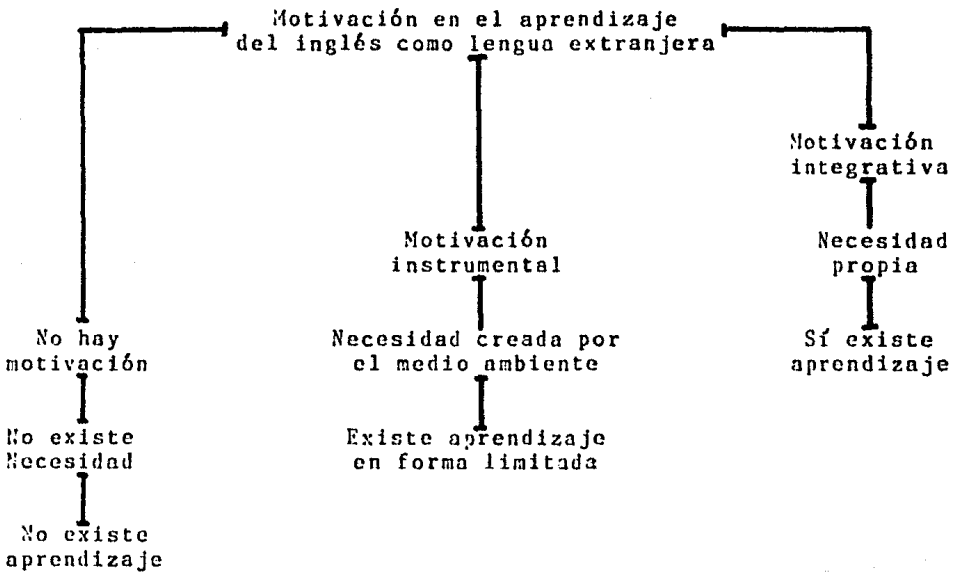 Motivación en el aprendizaje
del inglés como lengua extranjera
No hay
motivación
No existe
Necesidad
No existe
aprendizaje
Motivación
instrumental
Necesidad creada por
el medio ambiente
Existe aprendizaje
en forma limitada
Motivación
integrativa
Necesidad
propia
Sí existe
aprendizaje